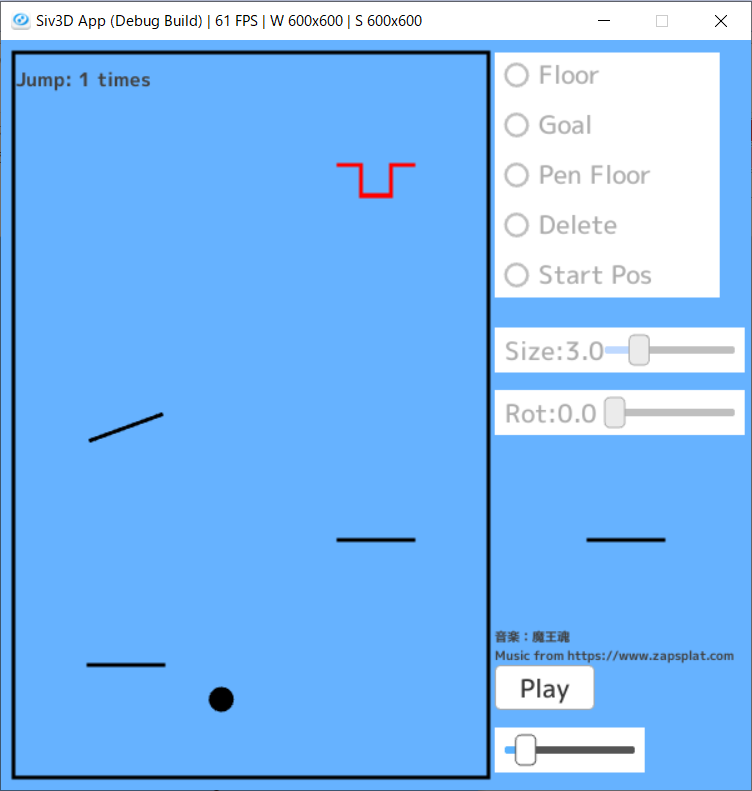 Siv3D App (Debug Build) | 61 FPS | W 600x600 | S 600x600
Jump: 1 times
Floor
Goal
Pen Floor
Delete
Start Pos
Size:3.0
Rot:0.0
音楽：魔王魂
Music from https://www.zapsplat.com
Play